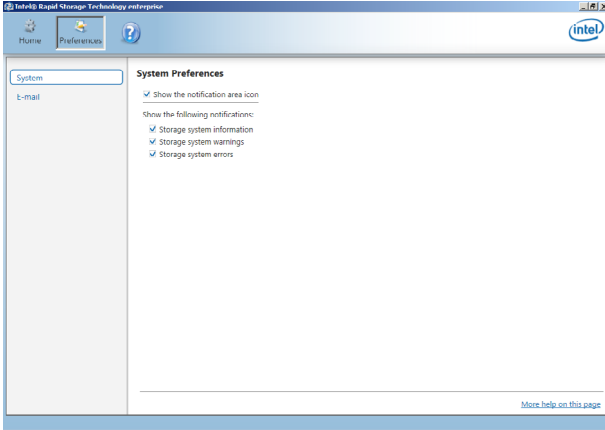 Intel® Rapid Storage Technology enterprise
Home
Preferences
?
intel
System
E-mail
System Preferences
Show the notification area icon
Show the following notifications:
Storage system information
Storage system warnings
Storage system errors
More help on this page